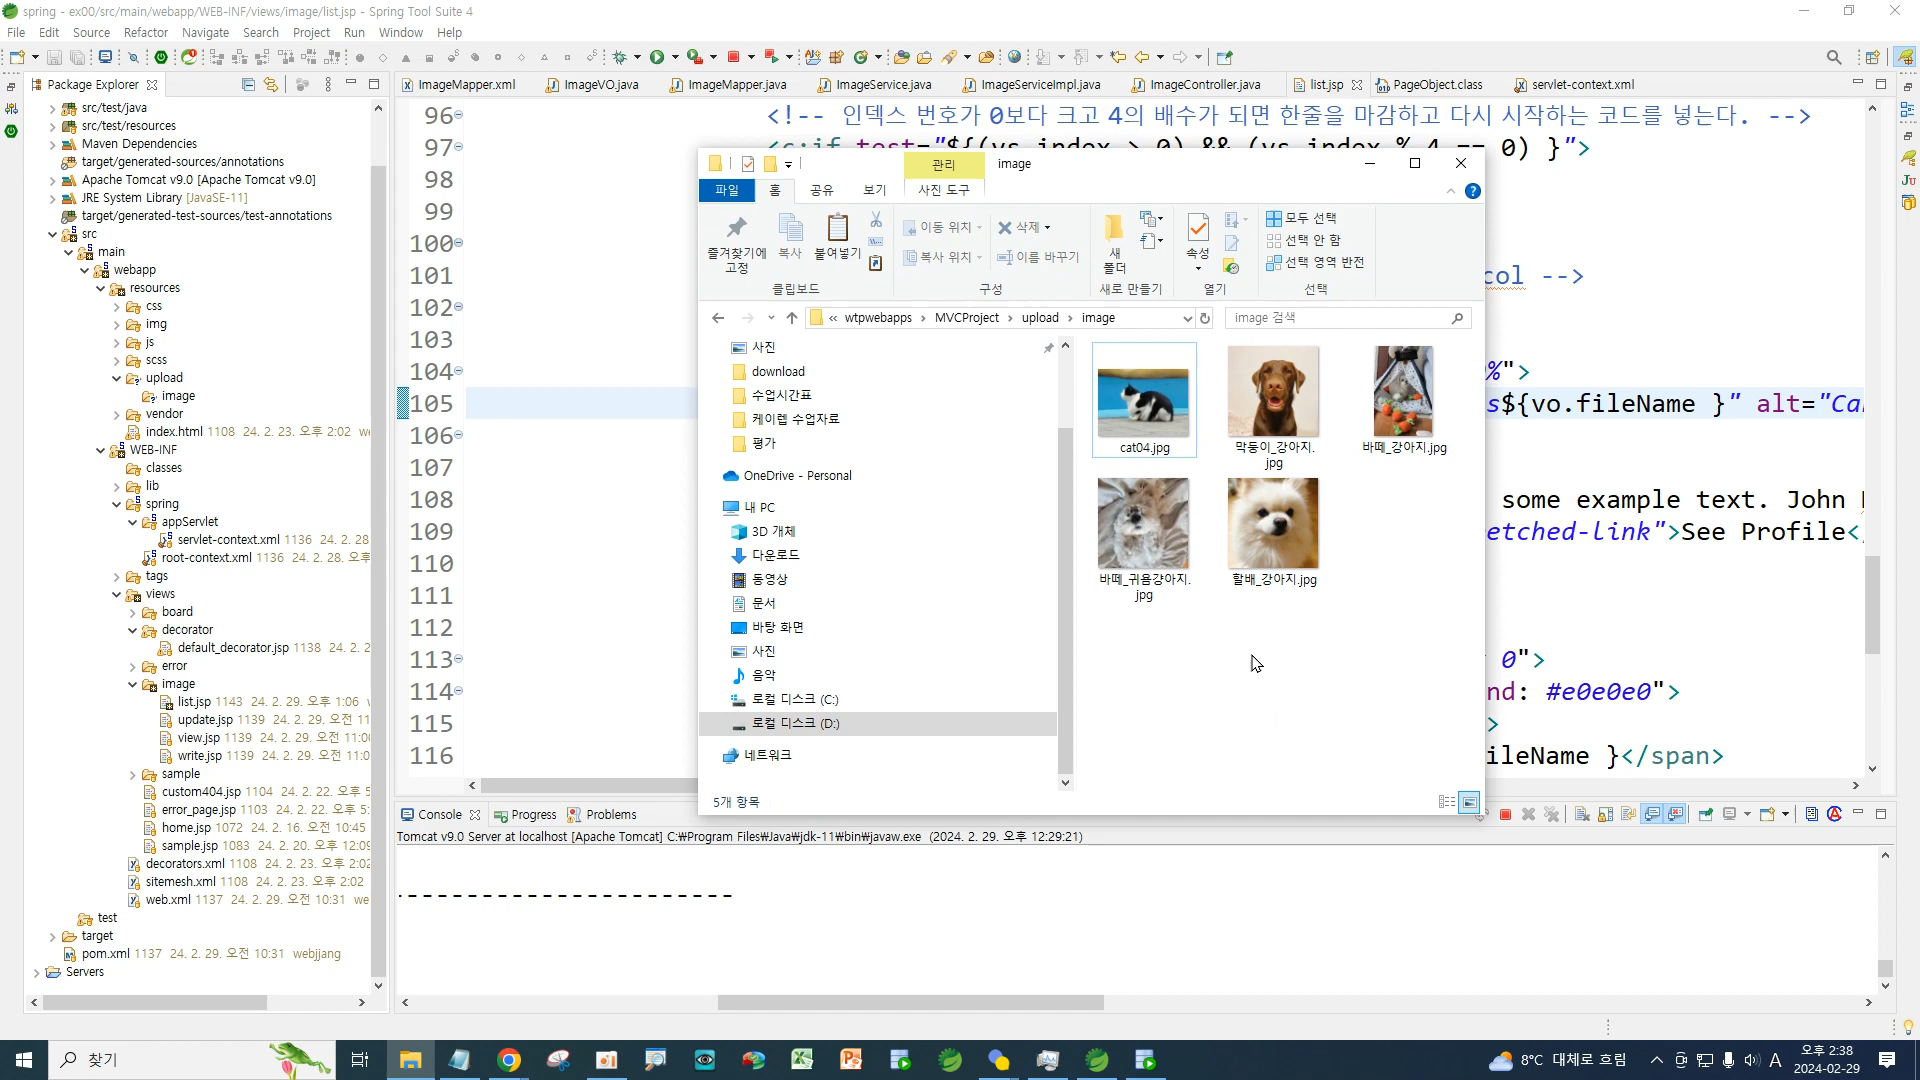 spring - ex00/src/main/webapp/WEB-INF/views/image/list.jsp - Spring Tool Suite 4
File Edit Source Refactor Navigate Search Project Run Window Help
Package Explorer
ImageMapper.xml ImageVO.java ImageMapper.java ImageService.java ImageServiceImpl.java ImageController.java list.jsp PageObject.class servlet-context.xml
src/test/java
src/test/resources
Maven Dependencies
target/generated-sources/annotations
Apache Tomcat v9.0 [Apache Tomcat v9.0]
JRE System Library [JavaSE-11]
target/generated-test-sources/test-annotations
src
main
webapp
resources
css
img
js
scss
upload
image
vendor
index.html 1108 24. 2. 23. 오후 2:02 we
WEB-INF
classes
lib
spring
appServlet
servlet-context.xml 1136 24. 2. 28
root-context.xml 1136 24. 2. 28. 오후
tags
views
board
decorator
default_decorator.jsp 1138 24. 2. 2
error
image
list.jsp 1143 24. 2. 29. 오후 1:06
update.jsp 1139 24. 2. 29. 오전 11
view.jsp 1139 24. 2. 29. 오전 11:00
write.jsp 1139 24. 2. 29. 오전 11:0
sample
custom404.jsp 1104 24. 2. 22. 오후 5
error_page.jsp 1103 24. 2. 22. 오후 5:
home.jsp 1072 24. 2. 16. 오전 10:45
sample.jsp 1083 24. 2. 20. 오후 12:09
decorators.xml 1108 24. 2. 23. 오후 2:02
sitemesh.xml 1108 24. 2. 23. 오후 2:02
web.xml 1137 24. 2. 29. 오전 10:31 we
test
target
pom.xml 1137 24. 2. 29. 오전 10:31 webjjang
Servers
96 <!-- 인덱스 번호가 0보다 크고 4의 배수가 되면 한줄을 마감하고 다시 시작하는 코드를 넣는다. -->
97 <c:if test="${(vs.index > 0) && (vs.index % 4 == 0) }">
98
99
100
101 col -->
102
103
104 %">
105 s${vo.fileName }" alt="Ca
106
107
108 some example text. John
109 etched-link">See Profile<
110
111
112
113 0">
114 nd: #e0e0e0">
115 >
116 ileName }</span>
관리 image
파일 홈 공유 보기 사진 도구
즐겨찾기에 고정
복사
붙여넣기
이동 위치
복사 위치
삭제
이름 바꾸기
새 폴더
속성
모두 선택
선택 안 함
선택 영역 반전
클립보드 구성 새로 만들기 열기 선택
« wtpwebapps › MVCProject › upload › image
image 검색
사진
download
수업시간표
케이렙 수업자료
평가
OneDrive - Personal
내 PC
3D 개체
다운로드
동영상
문서
바탕 화면
사진
음악
로컬 디스크 (C:)
로컬 디스크 (D:)
네트워크
cat04.jpg
막둥이_강아지.jpg
바떼_강아지.jpg
바떼_귀욤걍아지.jpg
할배_강아지.jpg
5개 항목
Console Progress Problems
Tomcat v9.0 Server at localhost [Apache Tomcat] C:₩Program Files₩Java₩jdk-11₩bin₩javaw.exe (2024. 2. 29. 오후 12:29:21)
-----------------------
찾기
8°C 대체로 흐림
A
오후 2:38
2024-02-29